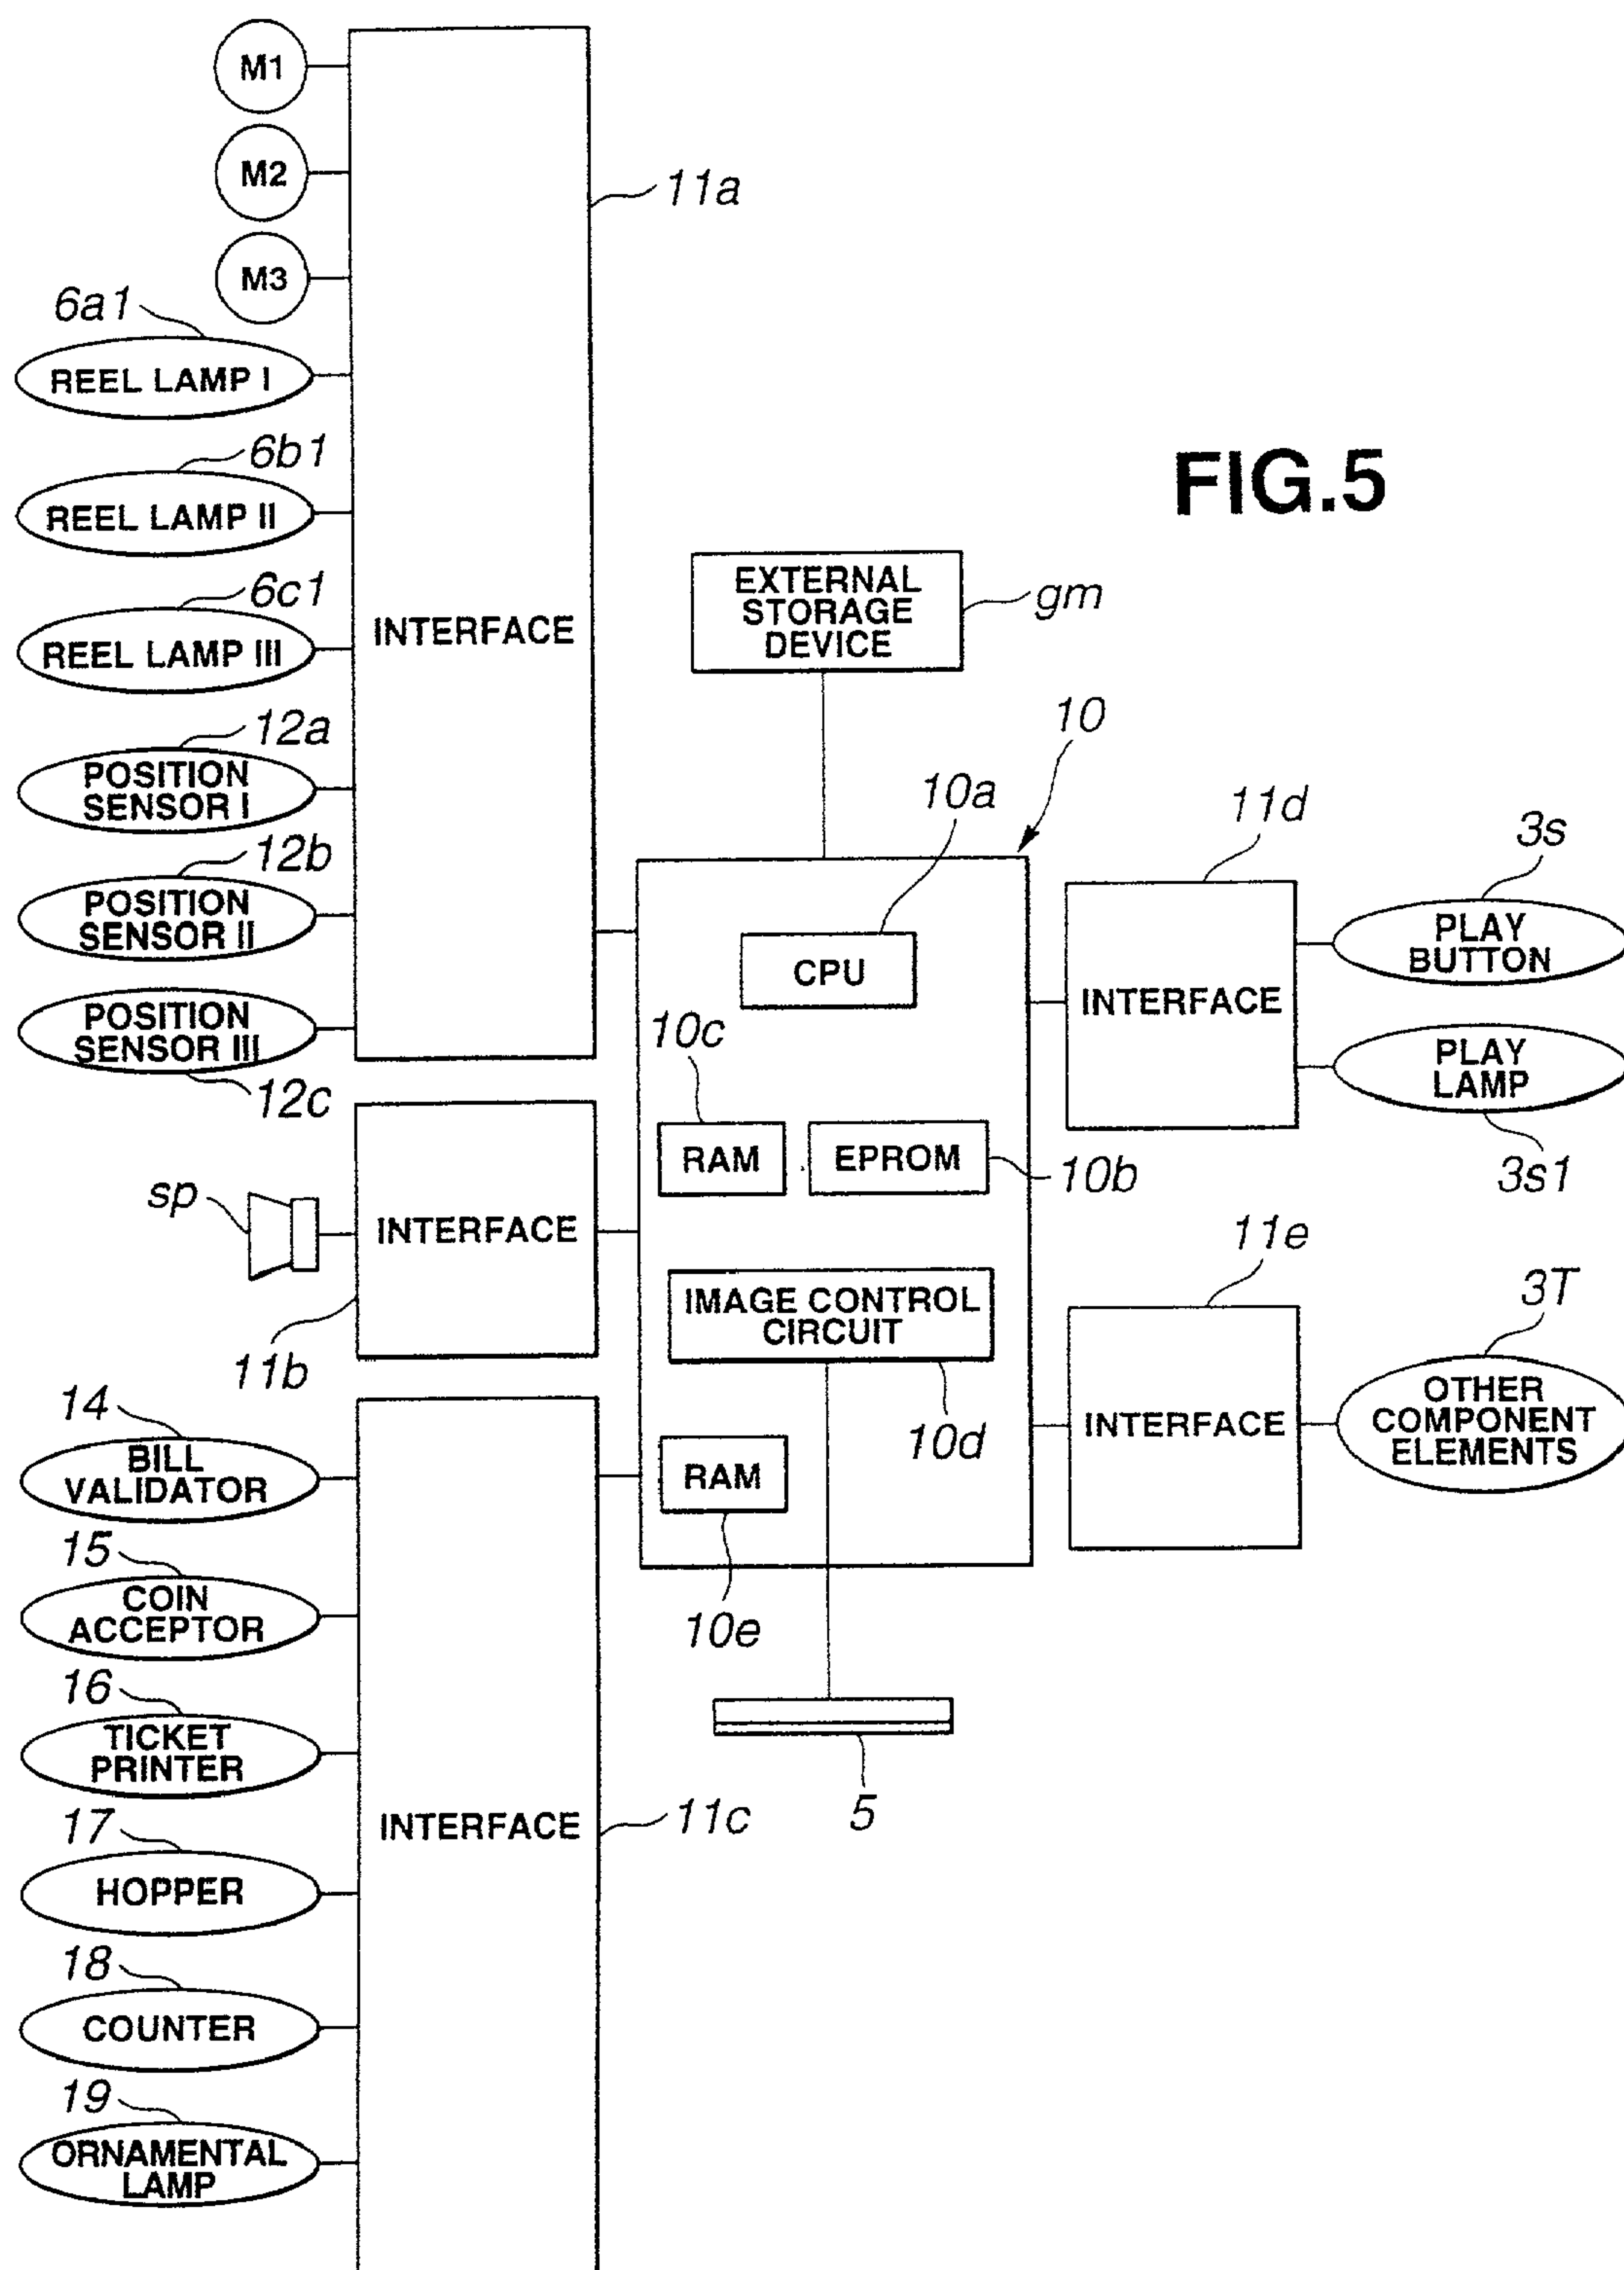 M1
M2
M3
11a
6a1
REEL LAMP I
6b1
REEL LAMP II
6c1
REEL LAMP III
12a
POSITION
SENSOR I
12b
POSITION
SENSOR II
POSITION
SENSOR III
12c
INTERFACE
FIG.5
EXTERNAL
STORAGE
DEVICE
gm
10
10a
CPU
10c
RAM
EPROM
10b
IMAGE CONTROL
CIRCUIT
10d
RAM
10e
5
11d
INTERFACE
3s
PLAY
BUTTON
PLAY
LAMP
3s1
11e
INTERFACE
3T
OTHER
COMPONENT
ELEMENTS
sp
INTERFACE
11b
14
BILL
VALIDATOR
15
COIN
ACCEPTOR
16
TICKET
PRINTER
17
HOPPER
18
COUNTER
19
ORNAMENTAL
LAMP
INTERFACE
11c